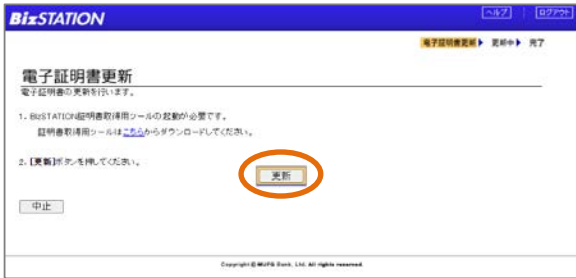 BizSTATION
ヘルプ
ログアウト
電子証明書更新 更新中 完了
電子証明書更新
電子証明書の更新を行います。
1. BizSTATION証明書取得用ツールの起動が必要です。
証明書取得用ツールはこちらからダウンロードしてください。
2. 【更新】ボタンを押してください。
更新
中止
Copyright(C) MUFG Bank, Ltd. All rights reserved.